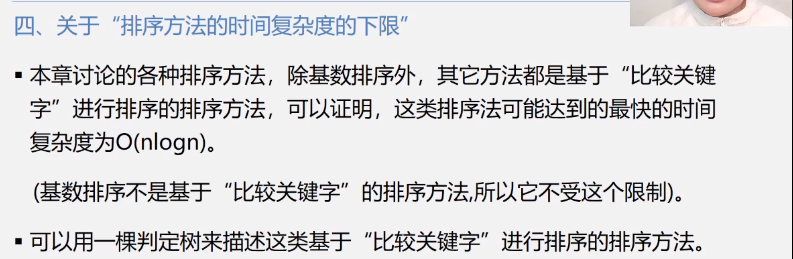 四、关于“排序方法的时间复杂度的下限”
▪ 本章讨论的各种排序方法，除基数排序外，其它方法都是基于“比较关键
字”进行排序的排序方法，可以证明，这类排序法可能达到的最快的时间
复杂度为O(nlogn)。
(基数排序不是基于“比较关键字”的排序方法,所以它不受这个限制)。
▪ 可以用一棵判定树来描述这类基于“比较关键字”进行排序的排序方法。